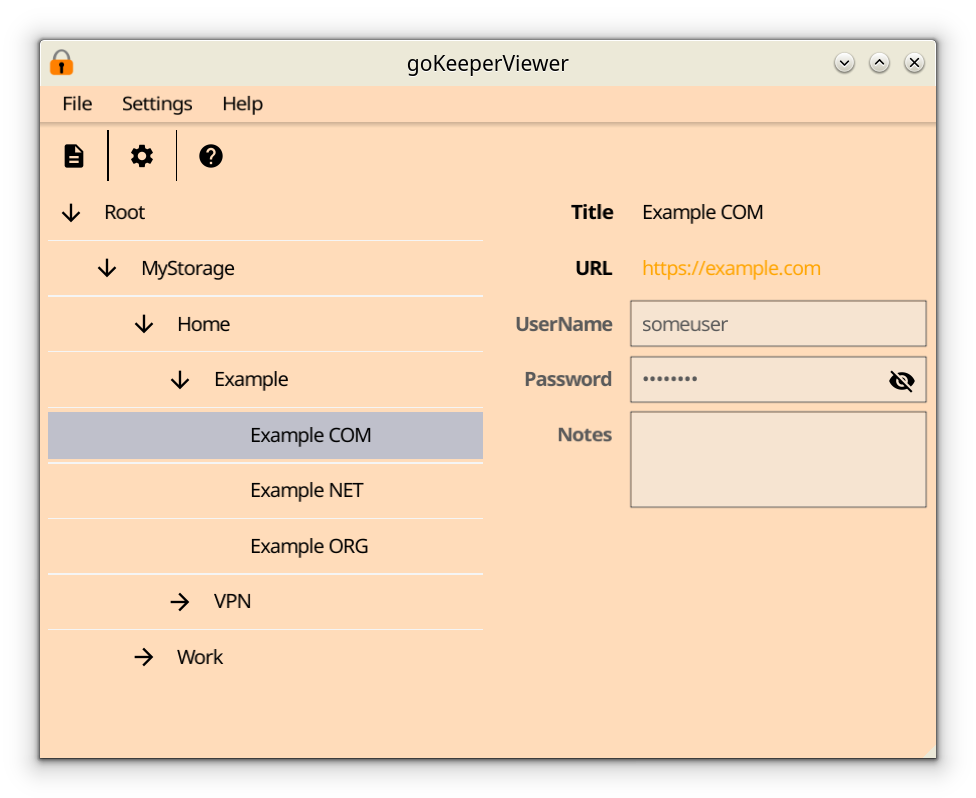 goKeeperViewer
File Settings Help
Root
MyStorage
Home
Example
Example COM
Example NET
Example ORG
VPN
Work
Title Example COM
URL https://example.com
UserName someuser
Password ••••••••
Notes